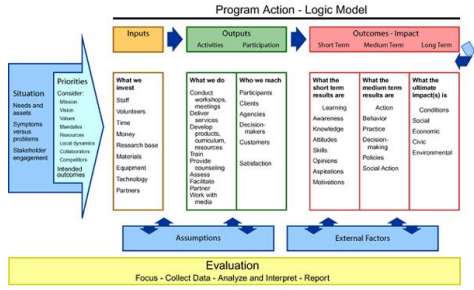 Program Action - Logic Model
Inputs
Outputs
Activities Participation
Outcomes - Impact
Short Term Medium Term Long Term
Situation
Needs and
assets
Symptoms
versus
problems
Stakeholder
engagement
Priorities
Consider:
Mission
Vision
Values
Mandates
Resources
Local dynamics
Collaborators
Competitors
Intended
outcomes
What we
invest
Staff
Volunteers
Time
Money
Research base
Materials
Equipment
Technology
Partners
What we do
Conduct
workshops,
meetings
Deliver
services
Develop
products,
curriculum,
resources
Train
Provide
counseling
Assess
Facilitate
Partner
Work with
media
Who we reach
Participants
Clients
Agencies
Decision-
makers
Customers
Satisfaction
What the
short term
results are
Learning
Awareness
Knowledge
Attitudes
Skills
Opinions
Aspirations
Motivations
What the
medium term
results are
Action
Behavior
Practice
Decision-
making
Policies
Social Action
What the
ultimate
impact(s) is
Conditions
Social
Economic
Civic
Environmental
Assumptions
External Factors
Evaluation
Focus - Collect Data - Analyze and Interpret - Report